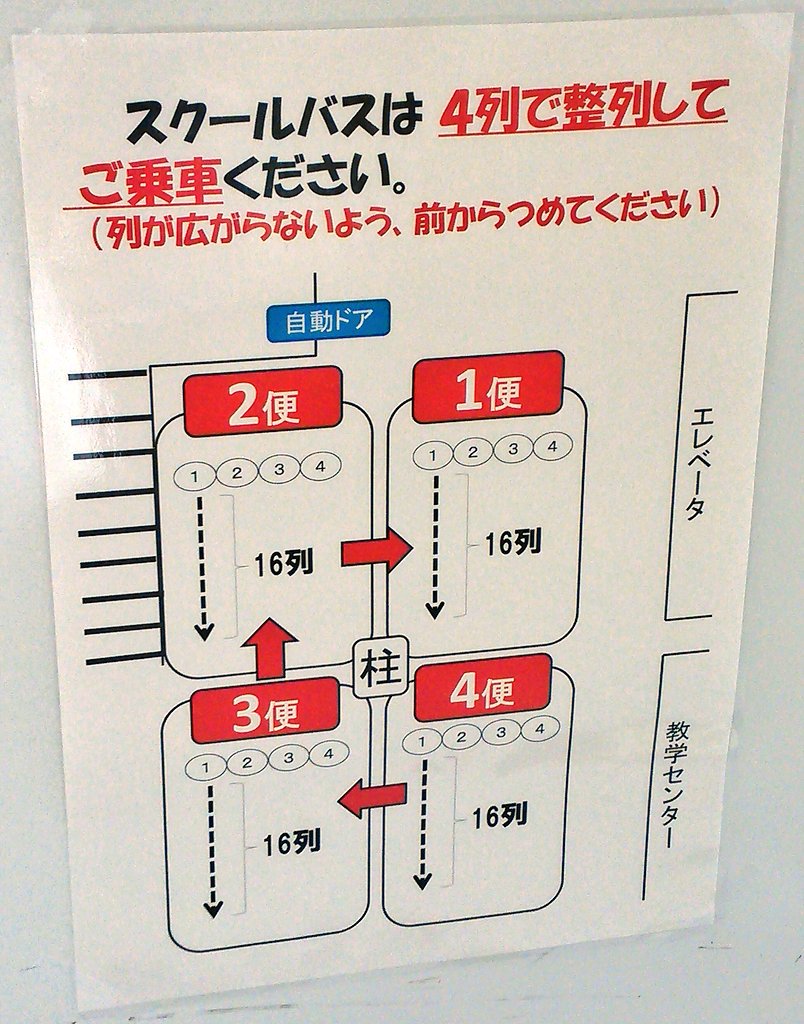 スクールバスは 4列で整列して
ご乗車ください。
(列が広がらないよう、前からつめてください)
自動ドア
2便
1 2 3 4
16列
1便
1 2 3 4
16列
柱
3便
1 2 3 4
16列
4便
1 2 3 4
16列
エレベータ
教学センター